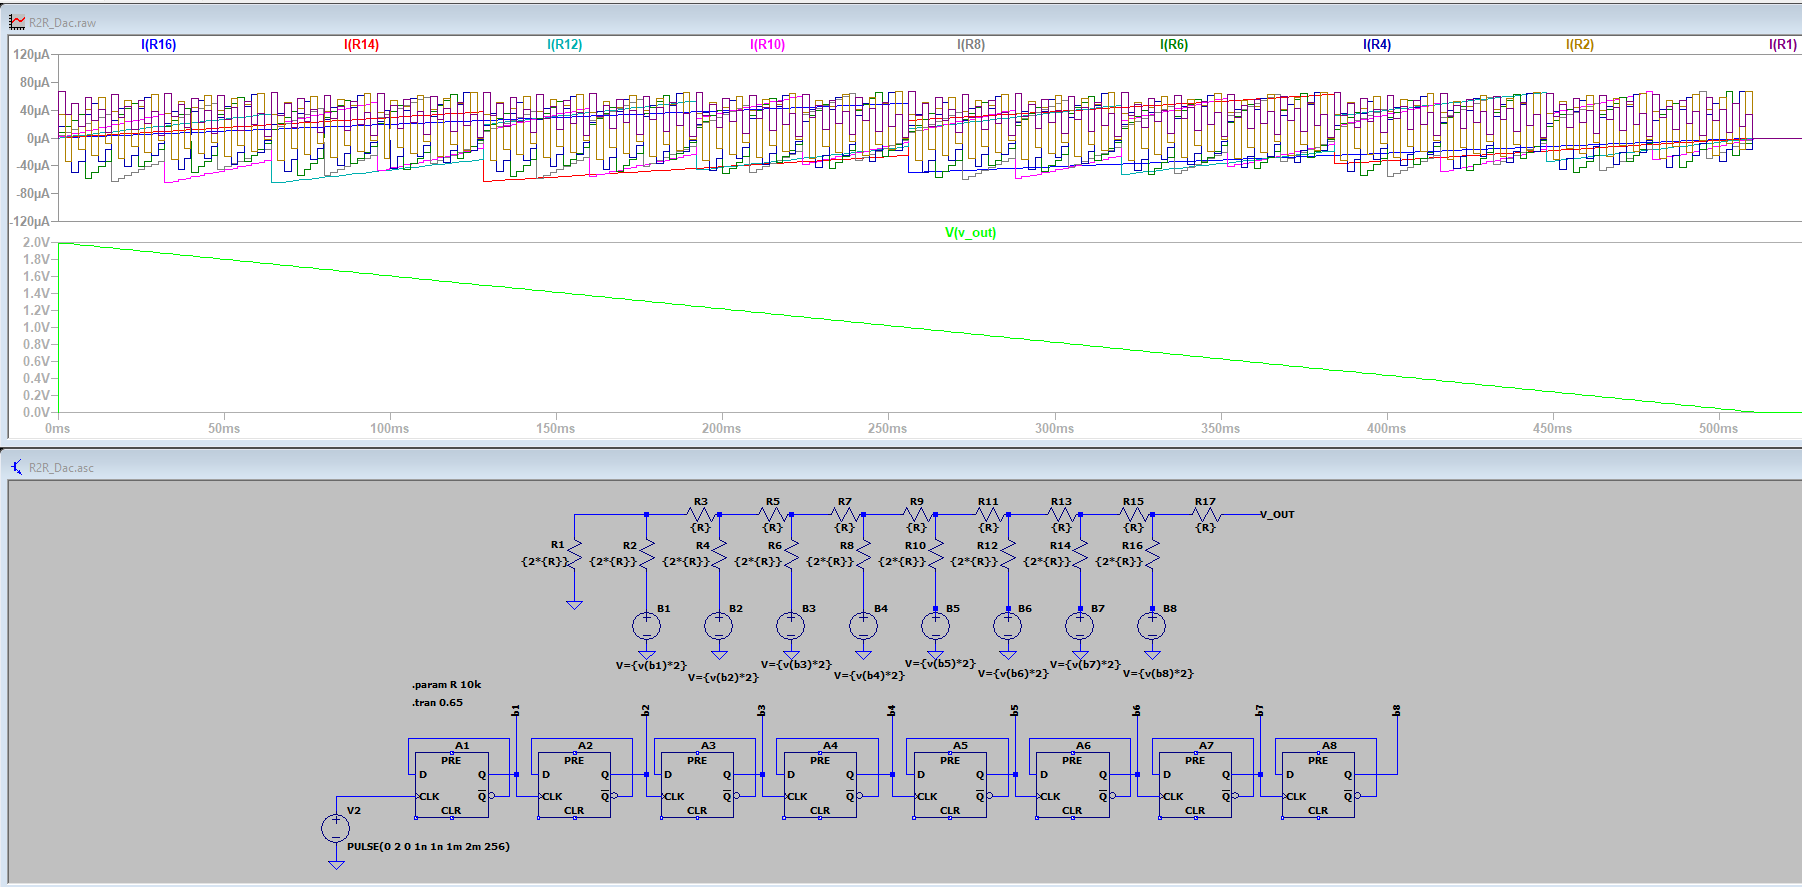 R2R_Dac.raw
I(R16) I(R14) I(R12) I(R10) I(R8) I(R6) I(R4) I(R2) I(R1)
120µA
80µA
40µA
0µA
-40µA
-80µA
-120µA
V(v_out)
2.0V
1.8V
1.6V
1.4V
1.2V
1.0V
0.8V
0.6V
0.4V
0.2V
0.0V
0ms 50ms 100ms 150ms 200ms 250ms 300ms 350ms 400ms 450ms 500ms
R2R_Dac.asc
R3 R5 R7 R9 R11 R13 R15 R17
V_OUT
{R} {R} {R} {R} {R} {R} {R} {R}
R1 R2 R4 R6 R8 R10 R12 R14 R16
{2*{R}} {2*{R}} {2*{R}} {2*{R}} {2*{R}} {2*{R}} {2*{R}} {2*{R}} {2*{R}}
B1 B2 B3 B4 B5 B6 B7 B8
V={v(b1)*2} V={v(b2)*2} V={v(b3)*2} V={v(b4)*2} V={v(b5)*2} V={v(b6)*2} V={v(b7)*2} V={v(b8)*2}
.param R 10k
.tran 0.65
b1 b2 b3 b4 b5 b6 b7 b8
A1 A2 A3 A4 A5 A6 A7 A8
PRE PRE PRE PRE PRE PRE PRE PRE
D Q D Q D Q D Q D Q D Q D Q D Q
CLK Q CLK Q CLK Q CLK Q CLK Q CLK Q CLK Q CLK Q
CLR CLR CLR CLR CLR CLR CLR CLR
V2
PULSE(0 2 0 1n 1n 1m 2m 256)